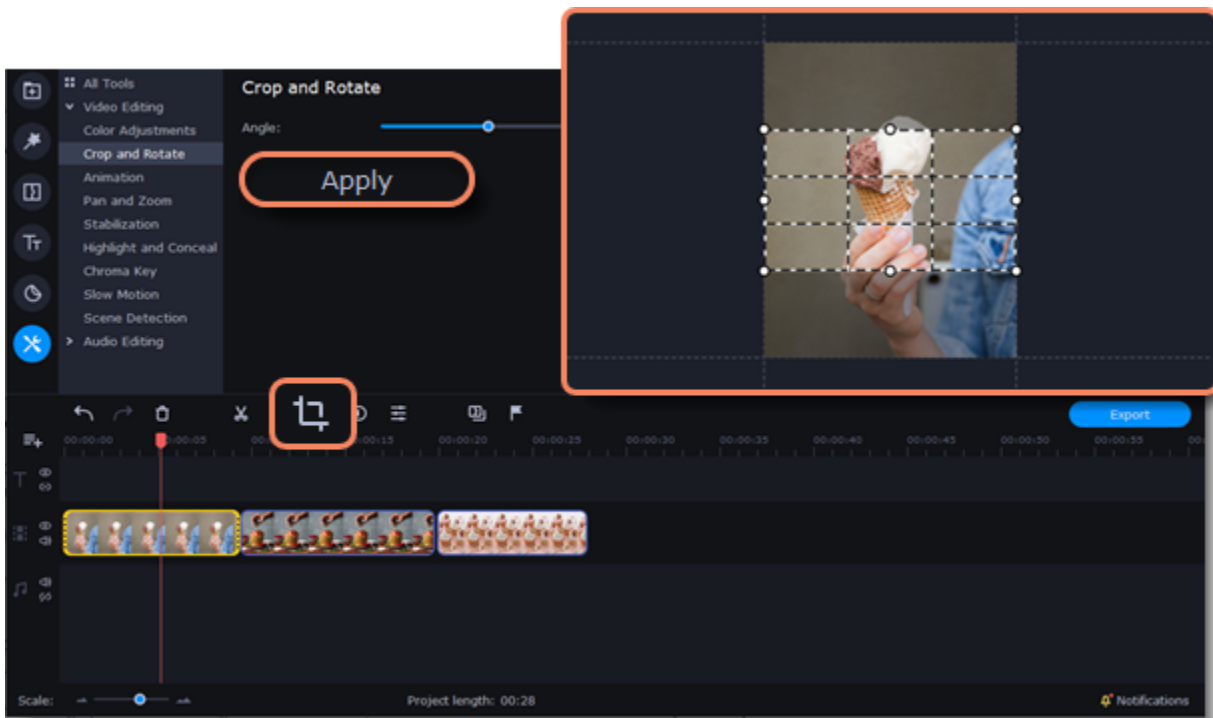 All Tools
Video Editing
Color Adjustments
Crop and Rotate
Animation
Pan and Zoom
Stabilization
Highlight and Conceal
Chroma Key
Slow Motion
Scene Detection
Audio Editing
Crop and Rotate
Angle:
Apply
Export
00:00:00 00:00:05 00:00:15 00:00:20 00:00:25 00:00:30 00:00:35 00:00:40 00:00:45 00:00:50 00:00:55
Scale:
Project length: 00:28
Notifications